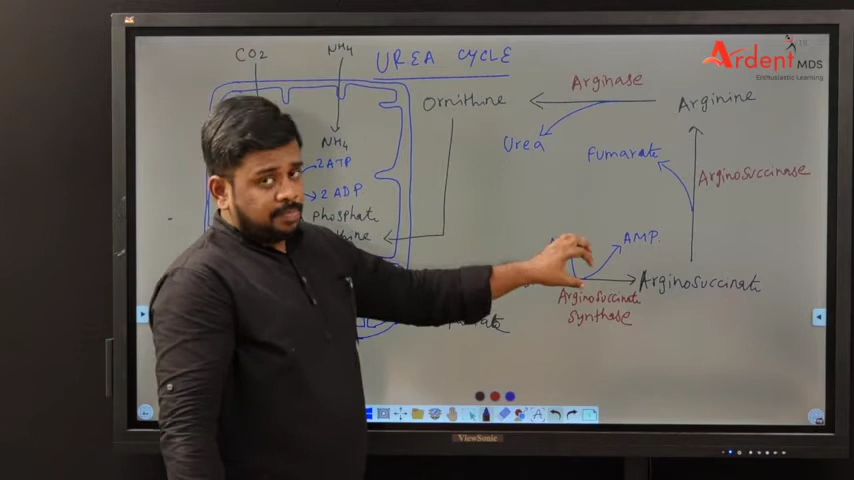 CO2
NH4
UREA CYCLE
Ardent MDS
Enthusiastic Learning
Ornithine
Arginase
Arginine
Urea
NH4
2ATP
2 ADP
Phosphate
Fumarate
Arginosuccinase
AMP.
Arginosuccinate
Arginosuccinate
synthase
ViewSonic